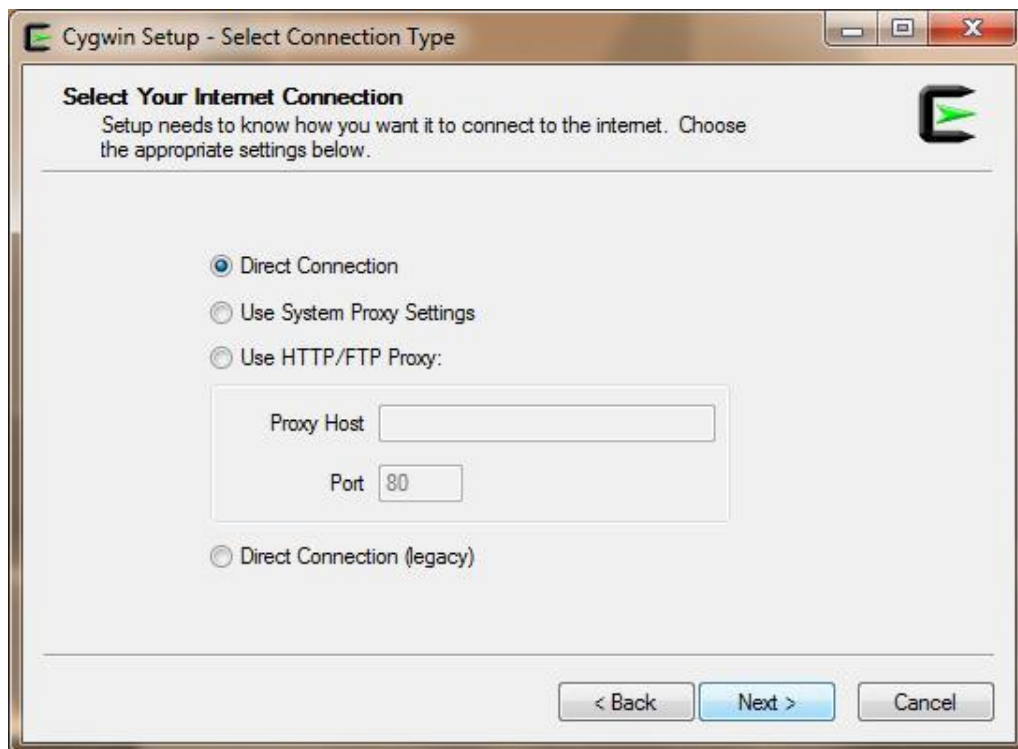 Cygwin Setup - Select Connection Type
Select Your Internet Connection
Setup needs to know how you want it to connect to the internet. Choose
the appropriate settings below.
Direct Connection
Use System Proxy Settings
Use HTTP/FTP Proxy:
Proxy Host
Port 80
Direct Connection (legacy)
< Back Next > Cancel